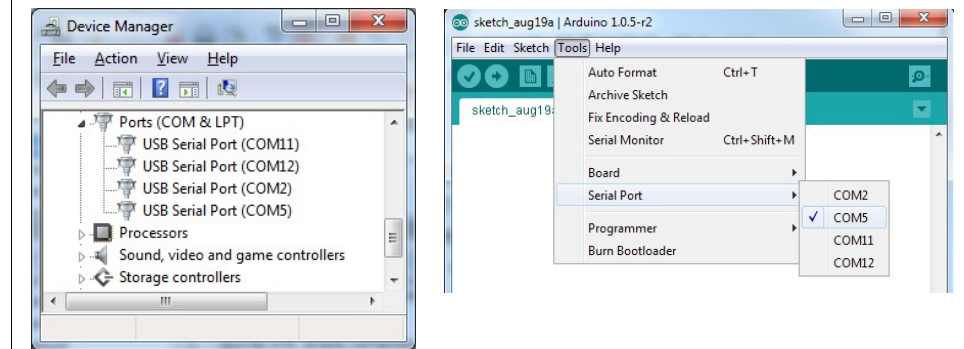 Device Manager
File Action View Help
Ports (COM & LPT)
USB Serial Port (COM11)
USB Serial Port (COM12)
USB Serial Port (COM2)
USB Serial Port (COM5)
Processors
Sound, video and game controllers
Storage controllers
sketch_aug19a | Arduino 1.0.5-r2
File Edit Sketch Tools Help
sketch_aug19a
Auto Format Ctrl+T
Archive Sketch
Fix Encoding & Reload
Serial Monitor Ctrl+Shift+M
Board
Serial Port
Programmer
Burn Bootloader
COM2
COM5
COM11
COM12